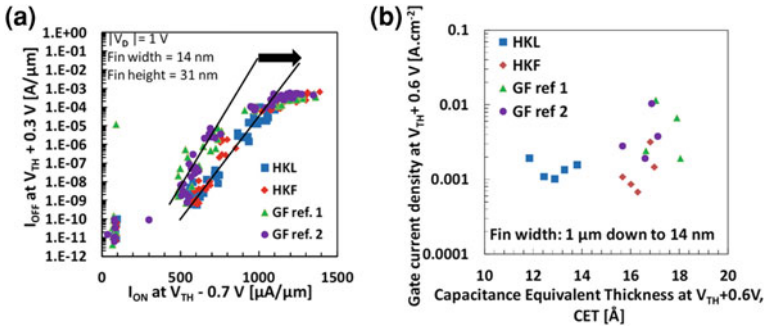 (a)
I_OFF at V_TH + 0.3 V [A/µm]
1.E+00
1.E-01
1.E-02
1.E-03
1.E-04
1.E-05
1.E-06
1.E-07
1.E-08
1.E-09
1.E-10
1.E-11
1.E-12
|V_D| = 1 V
Fin width = 14 nm
Fin height = 31 nm
HKL
HKF
GF ref. 1
GF ref. 2
0 500 1000 1500
I_ON at V_TH – 0.7 V [µA/µm]
(b)
Gate current density at V_TH + 0.6 V [A.cm⁻²]
0.1
0.01
0.001
0.0001
HKL
HKF
GF ref 1
GF ref 2
Fin width: 1 µm down to 14 nm
10 12 14 16 18 20
Capacitance Equivalent Thickness at V_TH+0.6V,
CET [Å]